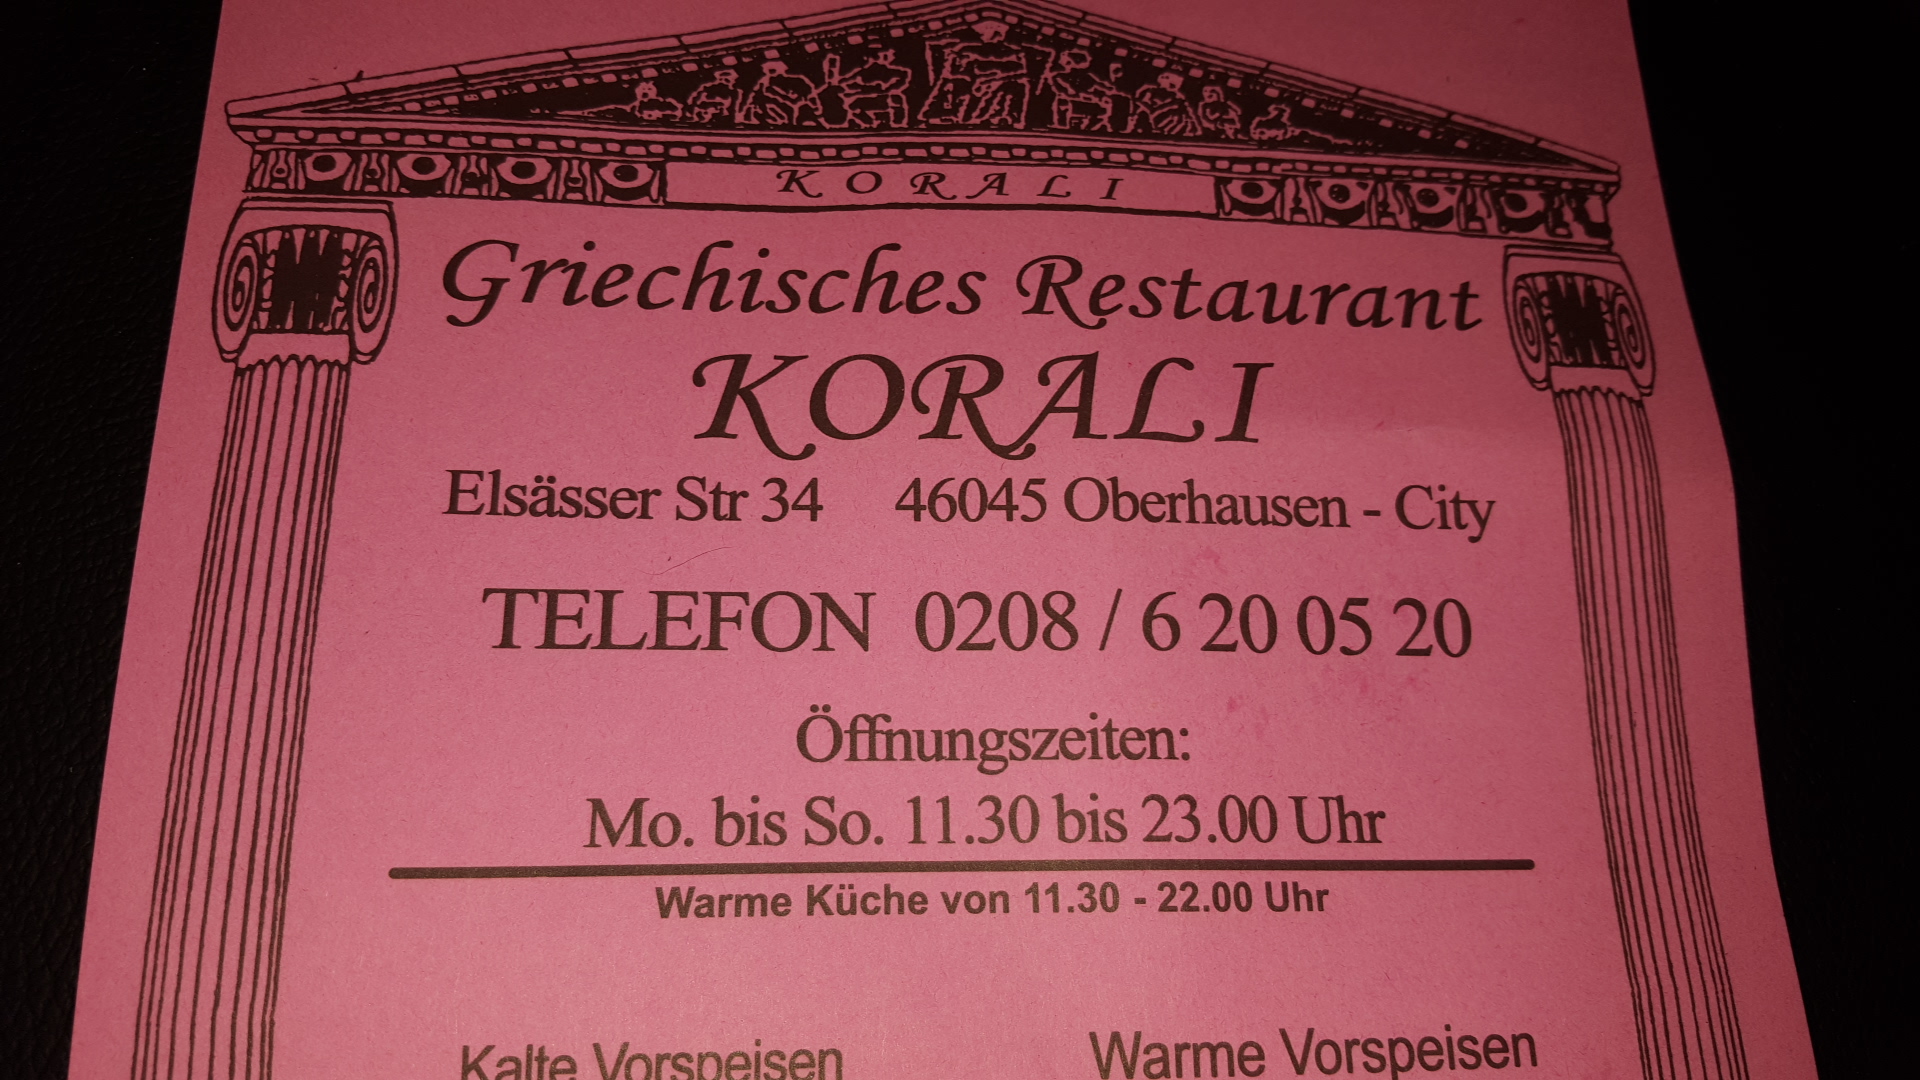 KORALI
Griechisches Restaurant
KORALI
Elsässer Str 34 46045 Oberhausen - City
TELEFON 0208 / 6 20 05 20
Öffnungszeiten:
Mo. bis So. 11.30 bis 23.00 Uhr
Warme Küche von 11.30 - 22.00 Uhr
Kalte Vorspeisen Warme Vorspeisen